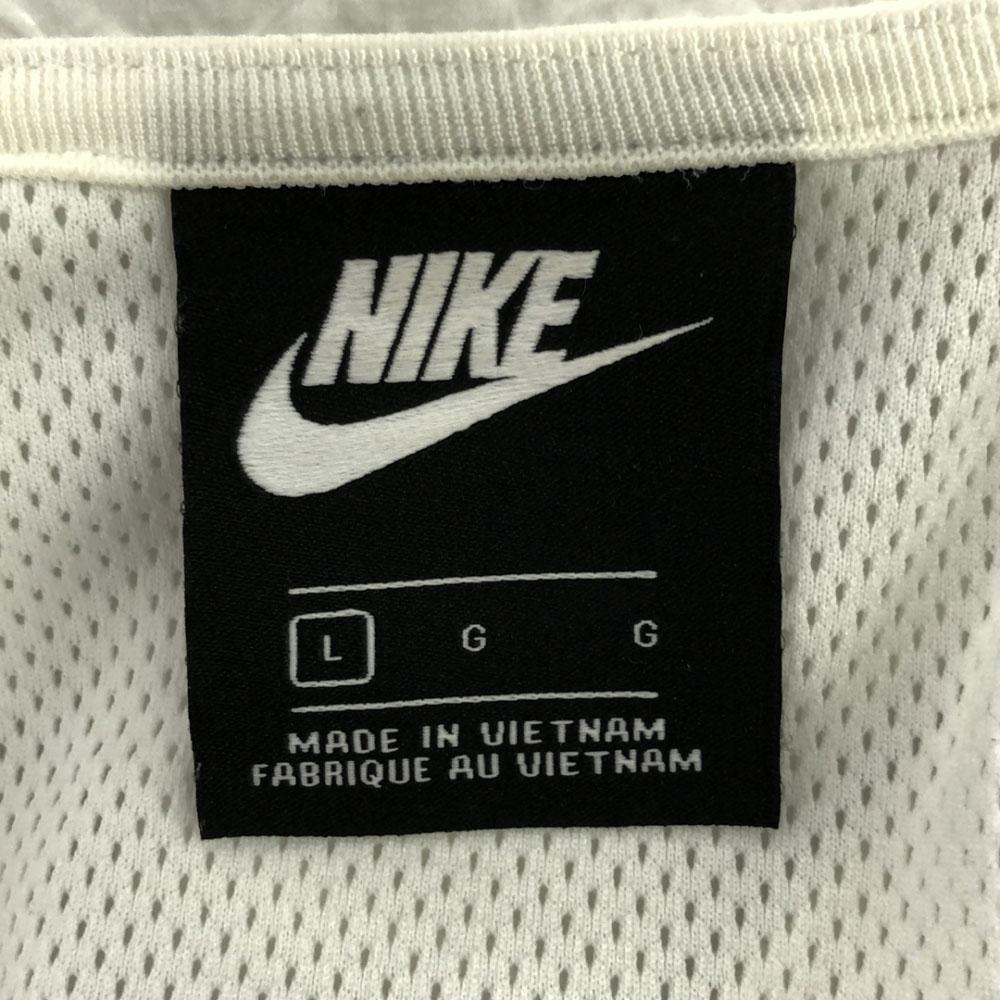 NIKE
L G G
MADE IN VIETNAM
FABRIQUE AU VIETNAM